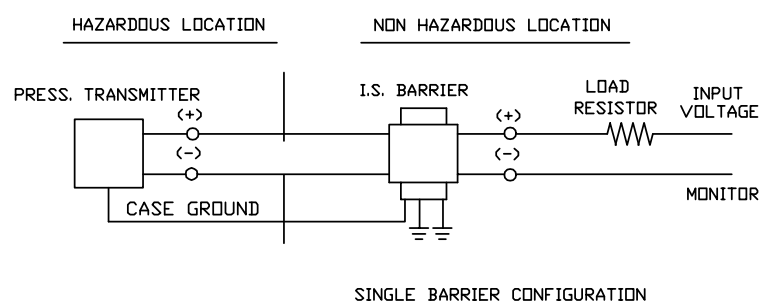 HAZARDOUS LOCATION
NON HAZARDOUS LOCATION
PRESS. TRANSMITTER
I.S. BARRIER
LOAD
RESISTOR
INPUT
VOLTAGE
(+)
(+)
(-)
(-)
MONITOR
CASE GROUND
SINGLE BARRIER CONFIGURATION